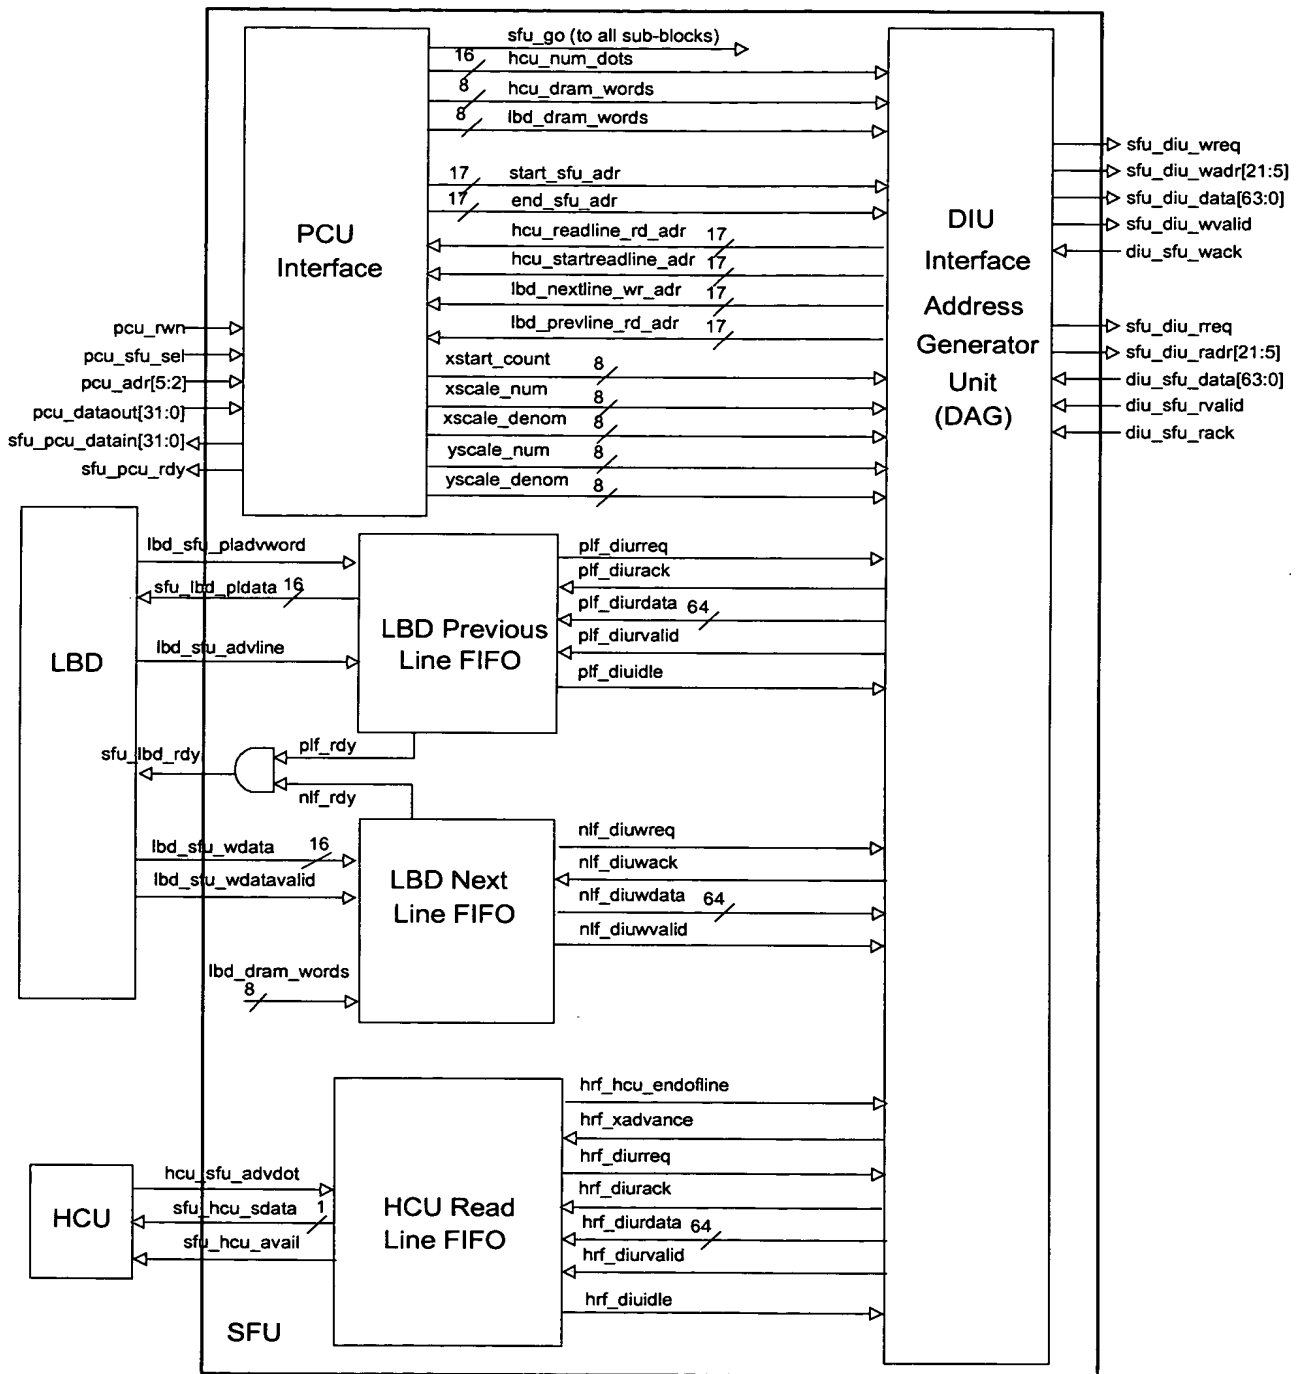 sfu_go (to all sub-blocks)
16
hcu_num_dots
8
hcu_dram_words
8
lbd_dram_words
17
start_sfu_adr
17
end_sfu_adr
hcu_readline_rd_adr
17
hcu_startreadline_adr
17
lbd_nextline_wr_adr
17
lbd_prevline_rd_adr
17
xstart_count
8
xscale_num
8
xscale_denom
8
yscale_num
8
yscale_denom
8
PCU
Interface
pcu_rwn
pcu_sfu_sel
pcu_adr[5:2]
pcu_dataout[31:0]
sfu_pcu_datain[31:0]
sfu_pcu_rdy
DIU
Interface
Address
Generator
Unit
(DAG)
sfu_diu_wreq
sfu_diu_wadr[21:5]
sfu_diu_data[63:0]
sfu_diu_wvalid
diu_sfu_wack
sfu_diu_rreq
sfu_diu_radr[21:5]
diu_sfu_data[63:0]
diu_sfu_rvalid
diu_sfu_rack
LBD
lbd_sfu_pladvword
sfu_lbd_pldata
16
lbd_sfu_advline
LBD Previous
Line FIFO
plf_diurreq
plf_diurack
plf_diurdata
64
plf_diurvalid
plf_diuidle
sfu_lbd_rdy
plf_rdy
nlf_rdy
lbd_sfu_wdata
16
lbd_sfu_wdatavalid
lbd_dram_words
8
LBD Next
Line FIFO
nlf_diuwreq
nlf_diuwack
nlf_diuwdata
64
nlf_diuwvalid
HCU
hcu_sfu_advdot
sfu_hcu_sdata
1
sfu_hcu_avail
HCU Read
Line FIFO
hrf_hcu_endofline
hrf_xadvance
hrf_diurreq
hrf_diurack
hrf_diurdata
64
hrf_diurvalid
hrf_diuidle
SFU